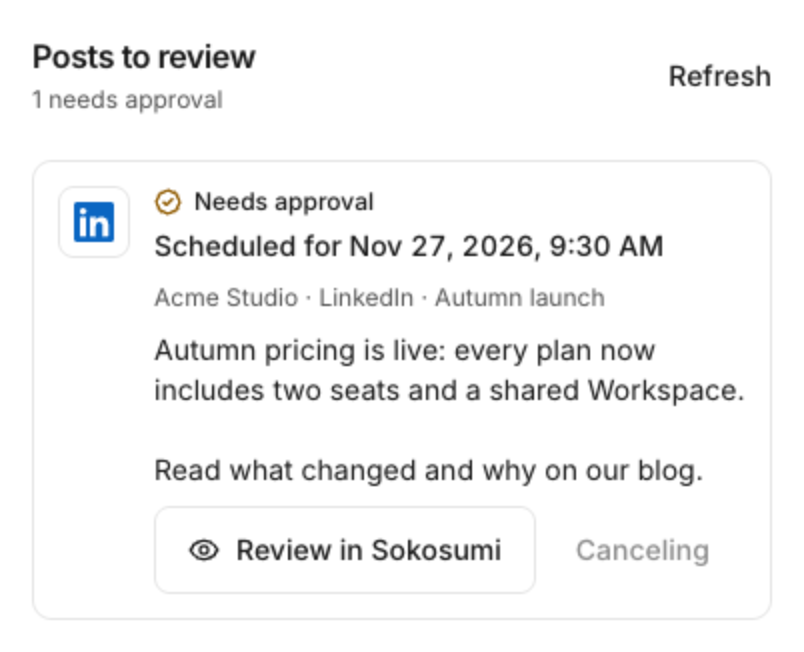 Posts to review
Refresh
1 needs approval
in
Needs approval
Scheduled for Nov 27, 2026, 9:30 AM
Acme Studio · LinkedIn · Autumn launch
Autumn pricing is live: every plan now
includes two seats and a shared Workspace.
Read what changed and why on our blog.
Review in Sokosumi
Canceling